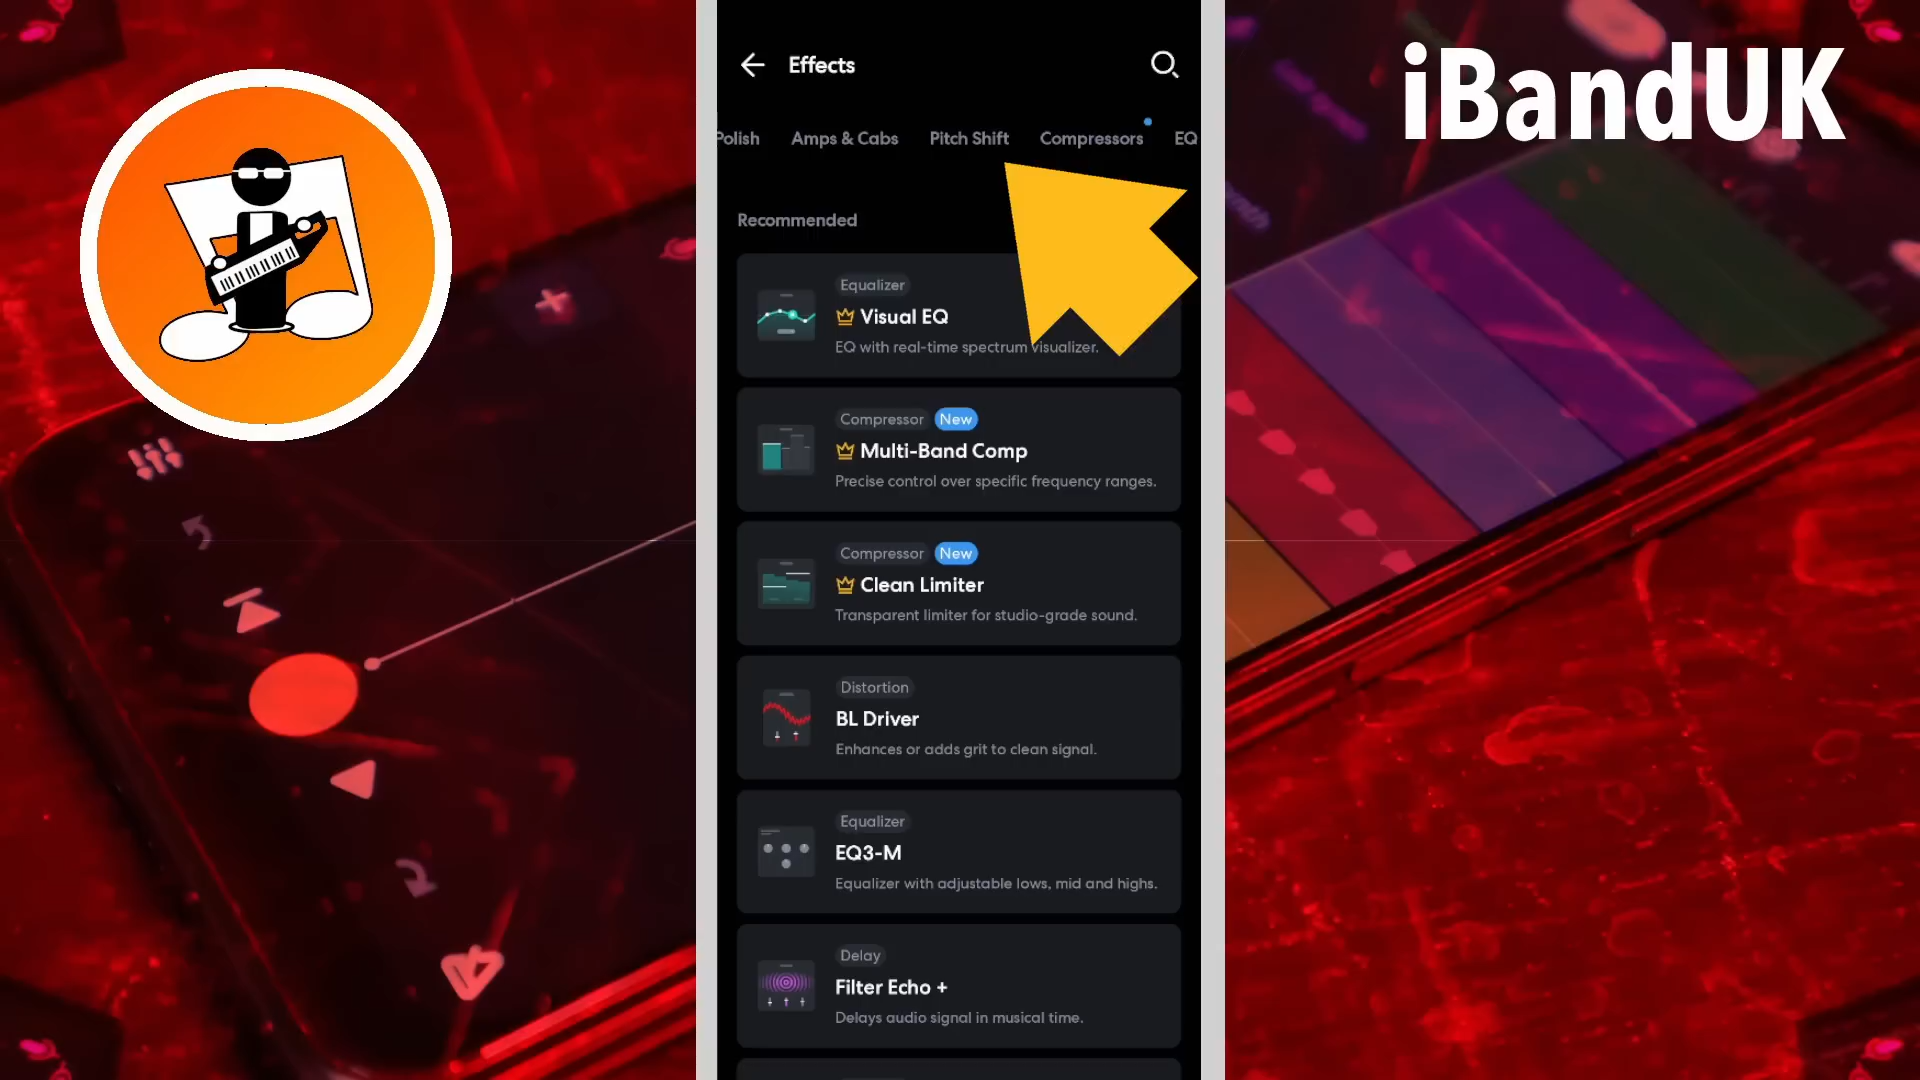 iBandUK
Effects
Polish Amps & Cabs Pitch Shift Compressors EQ
Recommended
Equalizer
Visual EQ
EQ with real-time spectrum visualizer.
Compressor New
Multi-Band Comp
Precise control over specific frequency ranges.
Compressor New
Clean Limiter
Transparent limiter for studio-grade sound.
Distortion
BL Driver
Enhances or adds grit to clean signal.
Equalizer
EQ3-M
Equalizer with adjustable lows, mid and highs.
Delay
Filter Echo +
Delays audio signal in musical time.